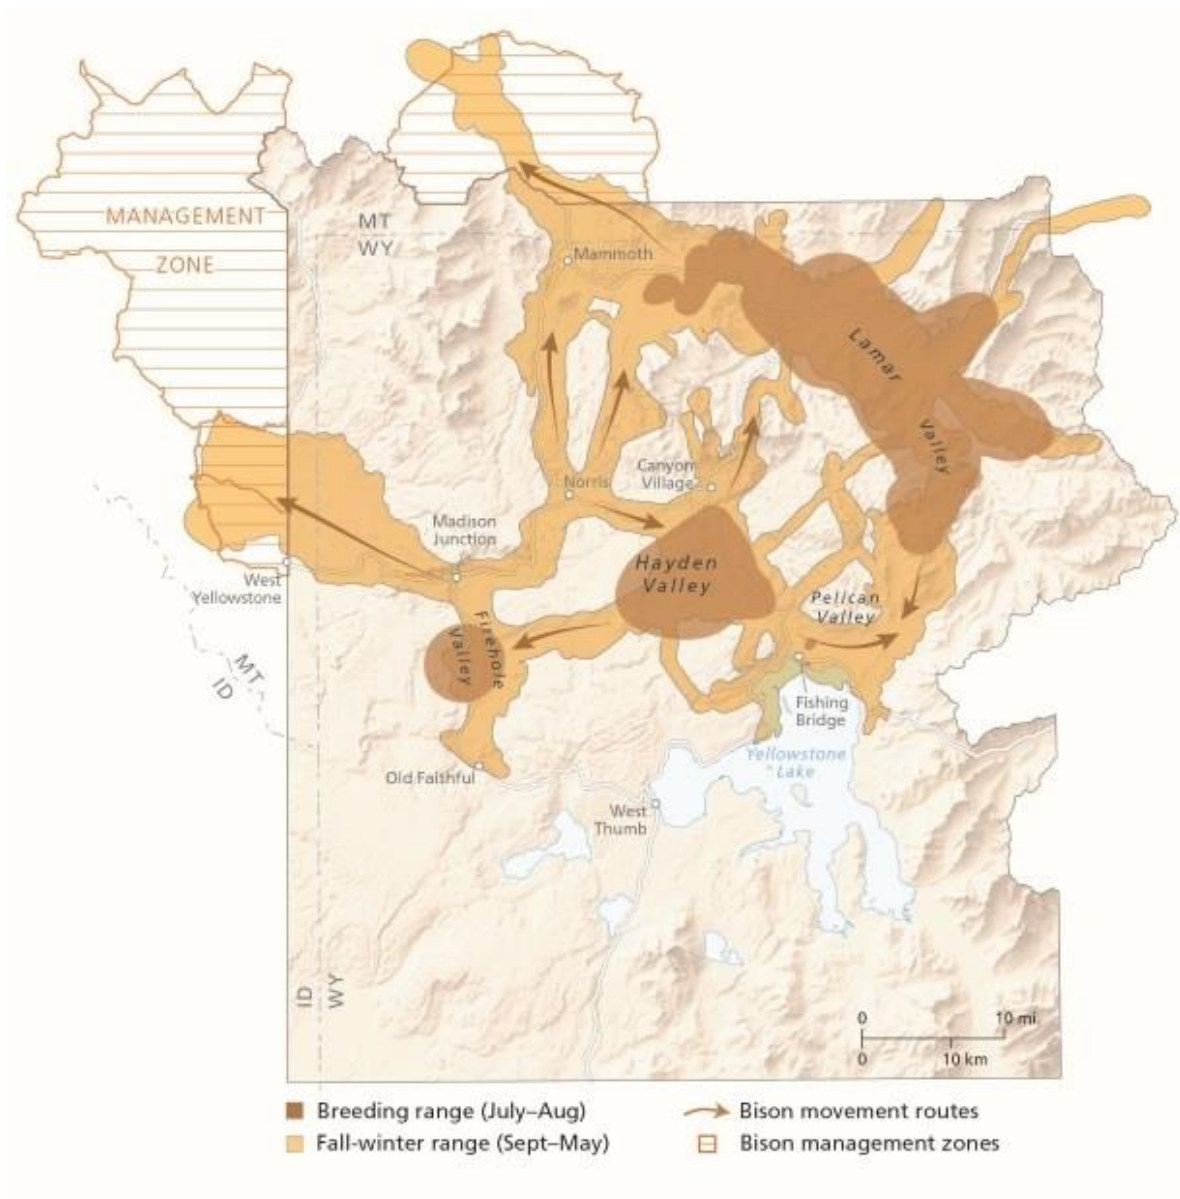 MANAGEMENT
ZONE
MT
WY
Mammoth
Lamar
Valley
Canyon
Village
Norris
Madison
Junction
Hayden
Valley
West
Yellowstone
Pelican
Valley
Firehole
Valley
MT
ID
Fishing
Bridge
Yellowstone
Lake
Old Faithful
West
Thumb
ID
WY
0 10 mi
0 10 km
Breeding range (July–Aug)
Fall-winter range (Sept–May)
Bison movement routes
Bison management zones